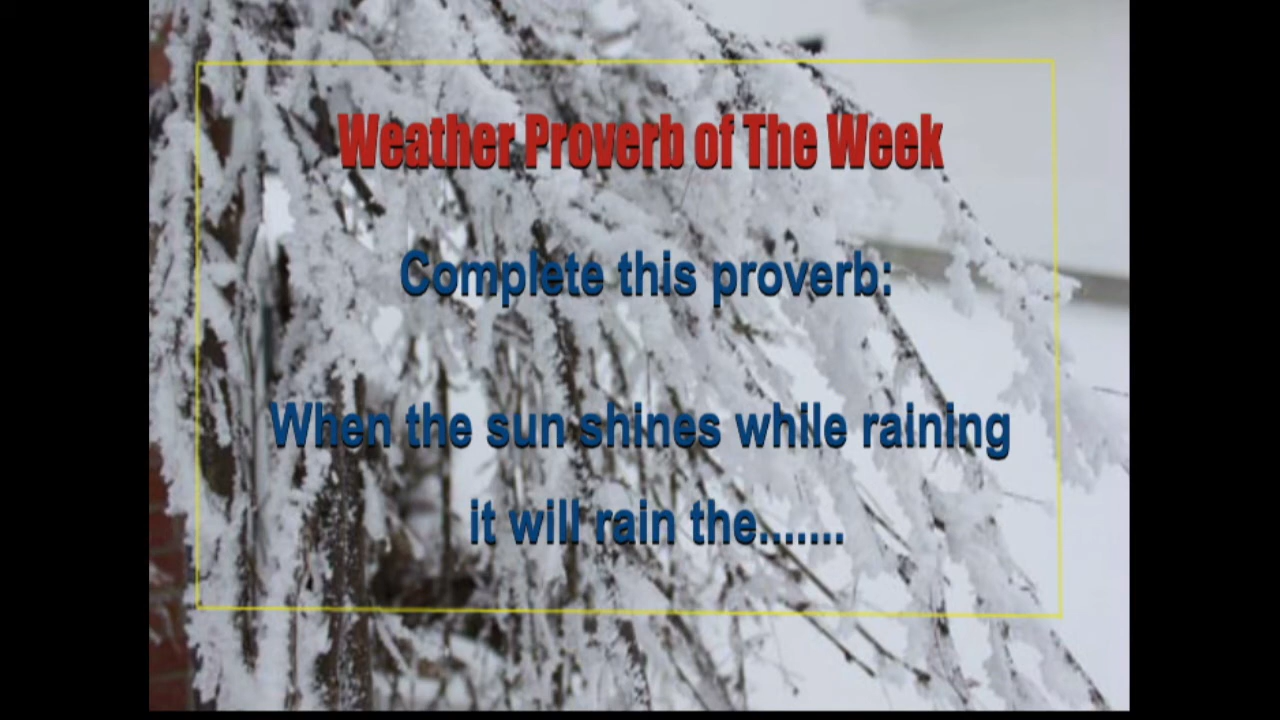 Weather Proverb of The Week
Complete this proverb:
When the sun shines while raining
it will rain the.......